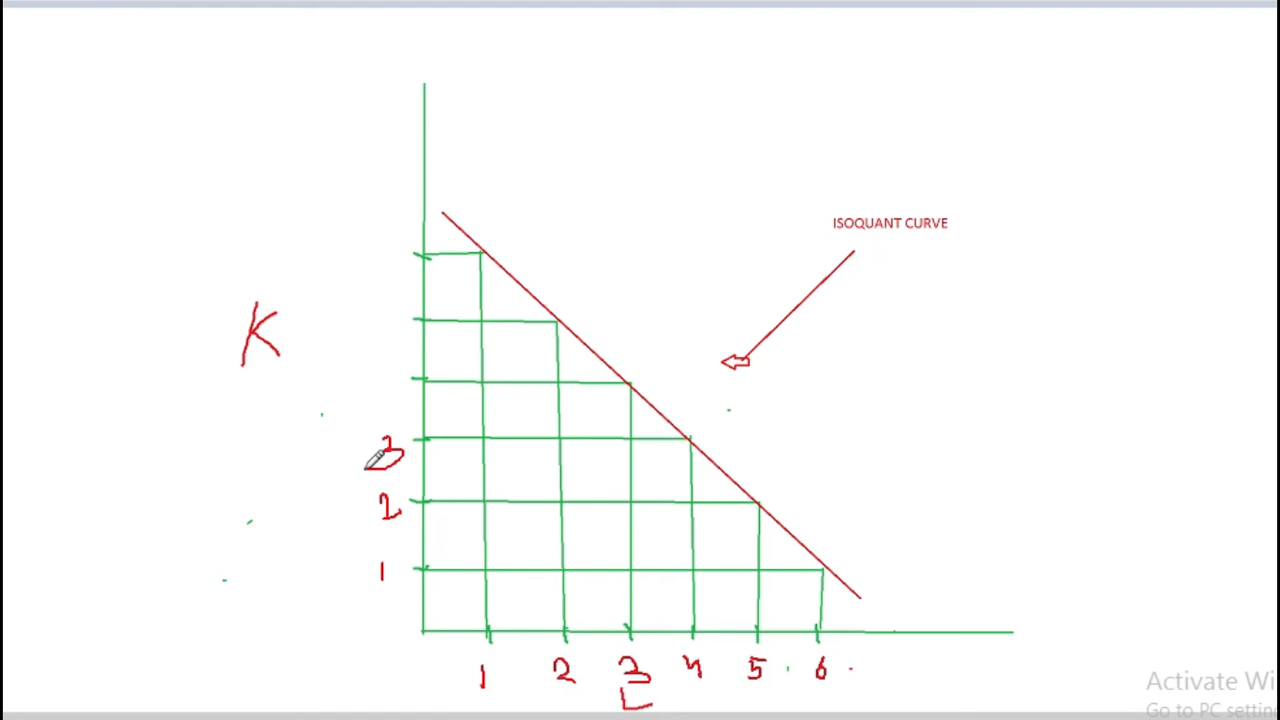 ISOQUANT CURVE
K
3
2
1
1 2 3 4 5 6
L
Activate Wi
Go to PC settin